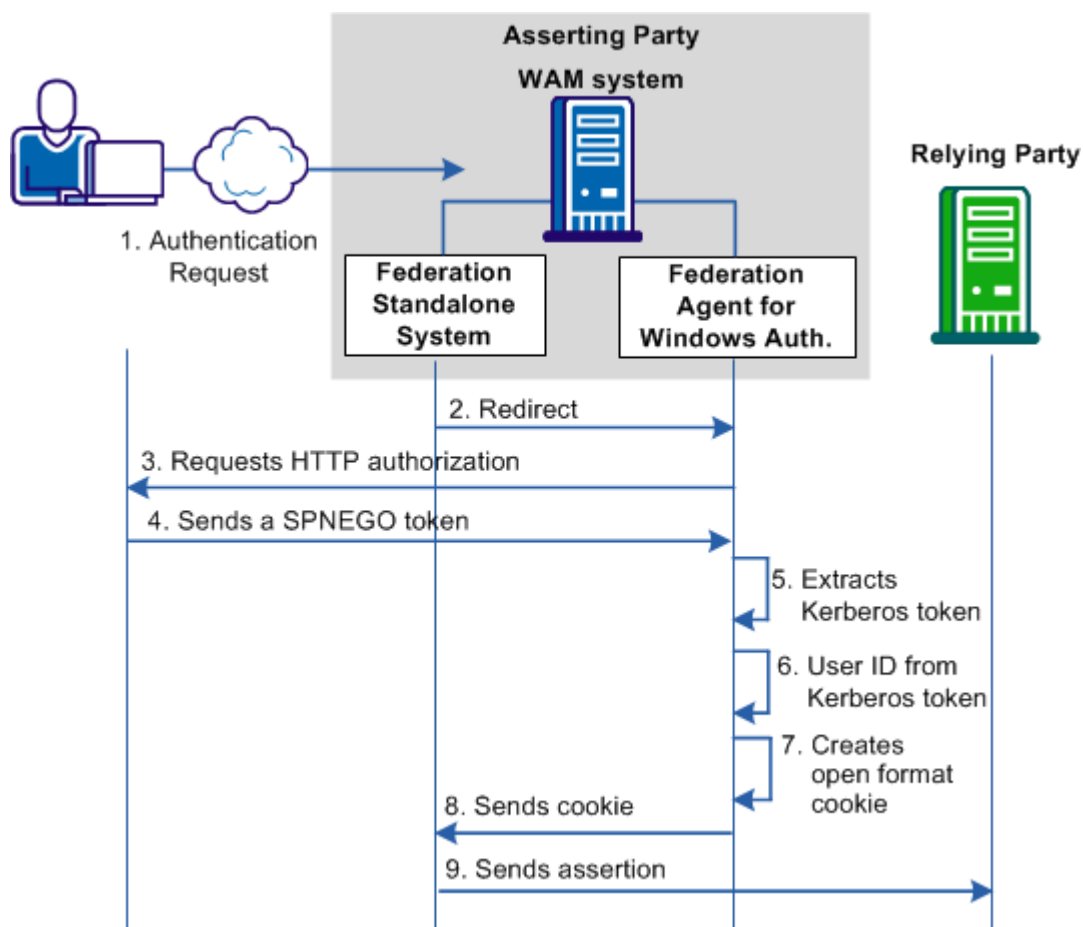 Asserting Party
WAM system
Relying Party
1. Authentication
Request
Federation
Standalone
System
Federation
Agent for
Windows Auth.
2. Redirect
3. Requests HTTP authorization
4. Sends a SPNEGO token
5. Extracts
Kerberos token
6. User ID from
Kerberos token
7. Creates
open format
cookie
8. Sends cookie
9. Sends assertion